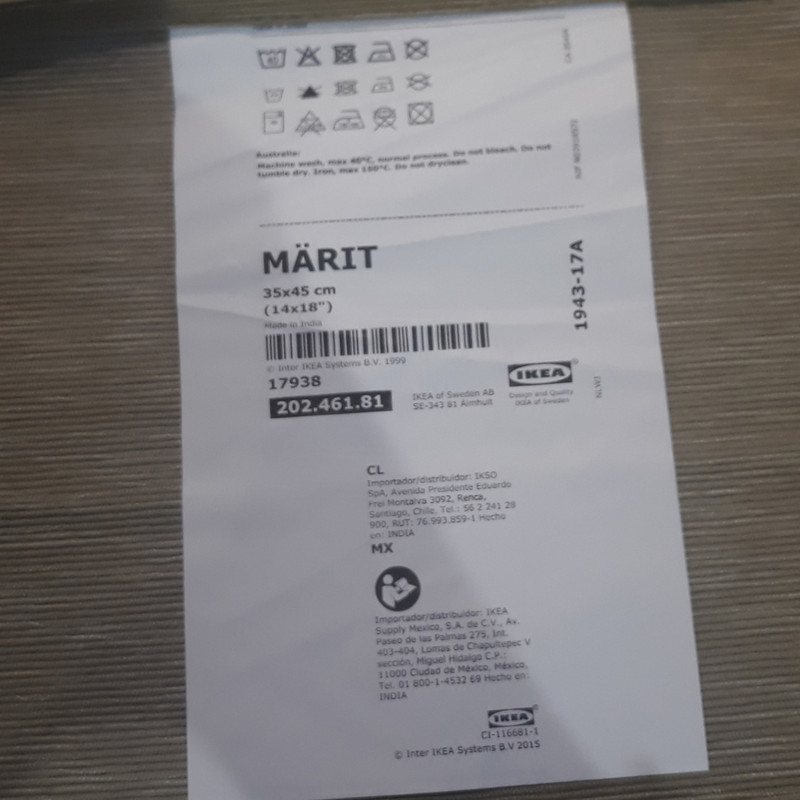 Australia:
Machine wash, max 40°C, normal process. Do not bleach. Do not
tumble dry. Iron, max 150°C. Do not dryclean.
MÄRIT
35x45 cm
(14x18")
Made in India
© Inter IKEA Systems B.V. 1999
17938
202.461.81
IKEA of Sweden AB
SE-343 81 Älmhult
IKEA
Design and Quality
IKEA of Sweden
1943-17A
CL
Importador/distribuidor: IKSO
SpA, Avenida Presidente Eduardo
Frei Montalva 3092, Renca,
Santiago, Chile, Tel.: 56 2 241 28
900, RUT: 76.993.859-1 Hecho
en: INDIA
MX
Importador/distribuidor: IKEA
Supply Mexico, S.A. de C.V., Av.
Paseo de las Palmas 275, Int.
403-404, Lomas de Chapultepec V
sección, Miguel Hidalgo C.P.:
11000 Ciudad de México, México,
Tel. 01 800-1-4532 69 Hecho en:
INDIA
IKEA
CI-116681-1
© Inter IKEA Systems B.V 2015